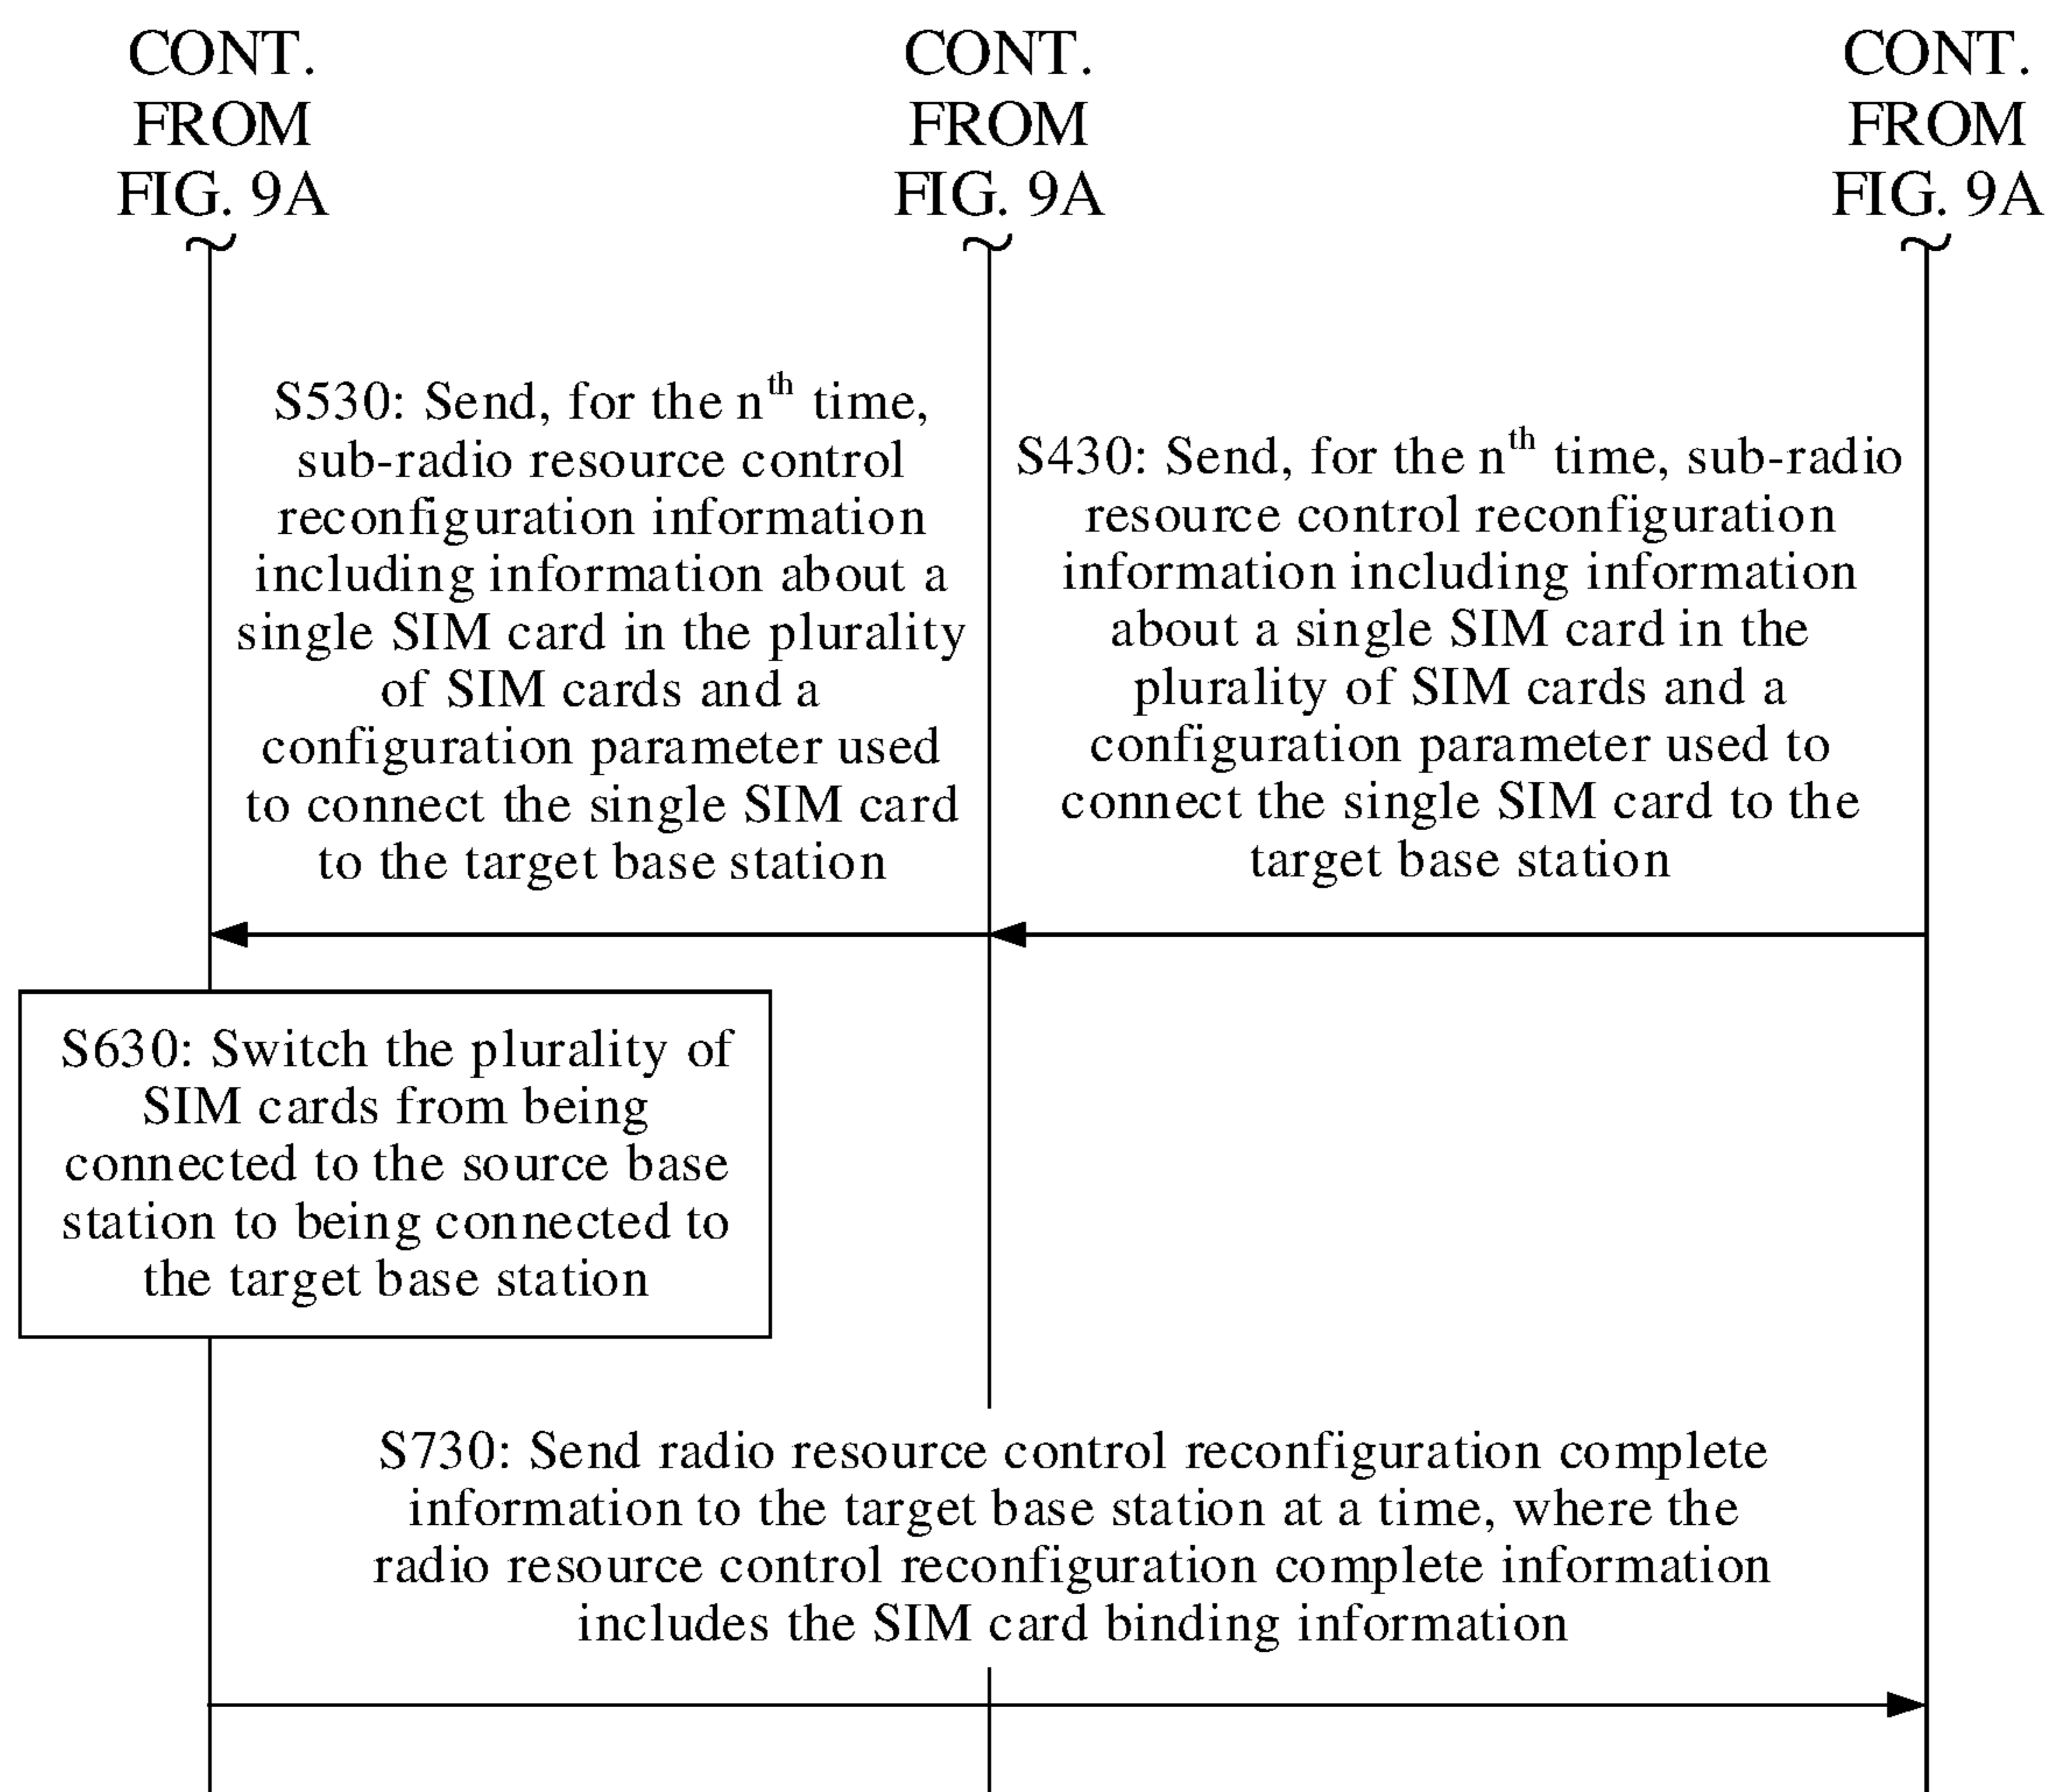 CONT.
FROM
FIG. 9A
CONT.
FROM
FIG. 9A
CONT.
FROM
FIG. 9A
S530: Send, for the nth time,
sub-radio resource control
reconfiguration information
including information about a
single SIM card in the plurality
of SIM cards and a
configuration parameter used
to connect the single SIM card
to the target base station
S430: Send, for the nth time, sub-radio
resource control reconfiguration
information including information
about a single SIM card in the
plurality of SIM cards and a
configuration parameter used to
connect the single SIM card to the
target base station
S630: Switch the plurality of
SIM cards from being
connected to the source base
station to being connected to
the target base station
S730: Send radio resource control reconfiguration complete
information to the target base station at a time, where the
radio resource control reconfiguration complete information
includes the SIM card binding information